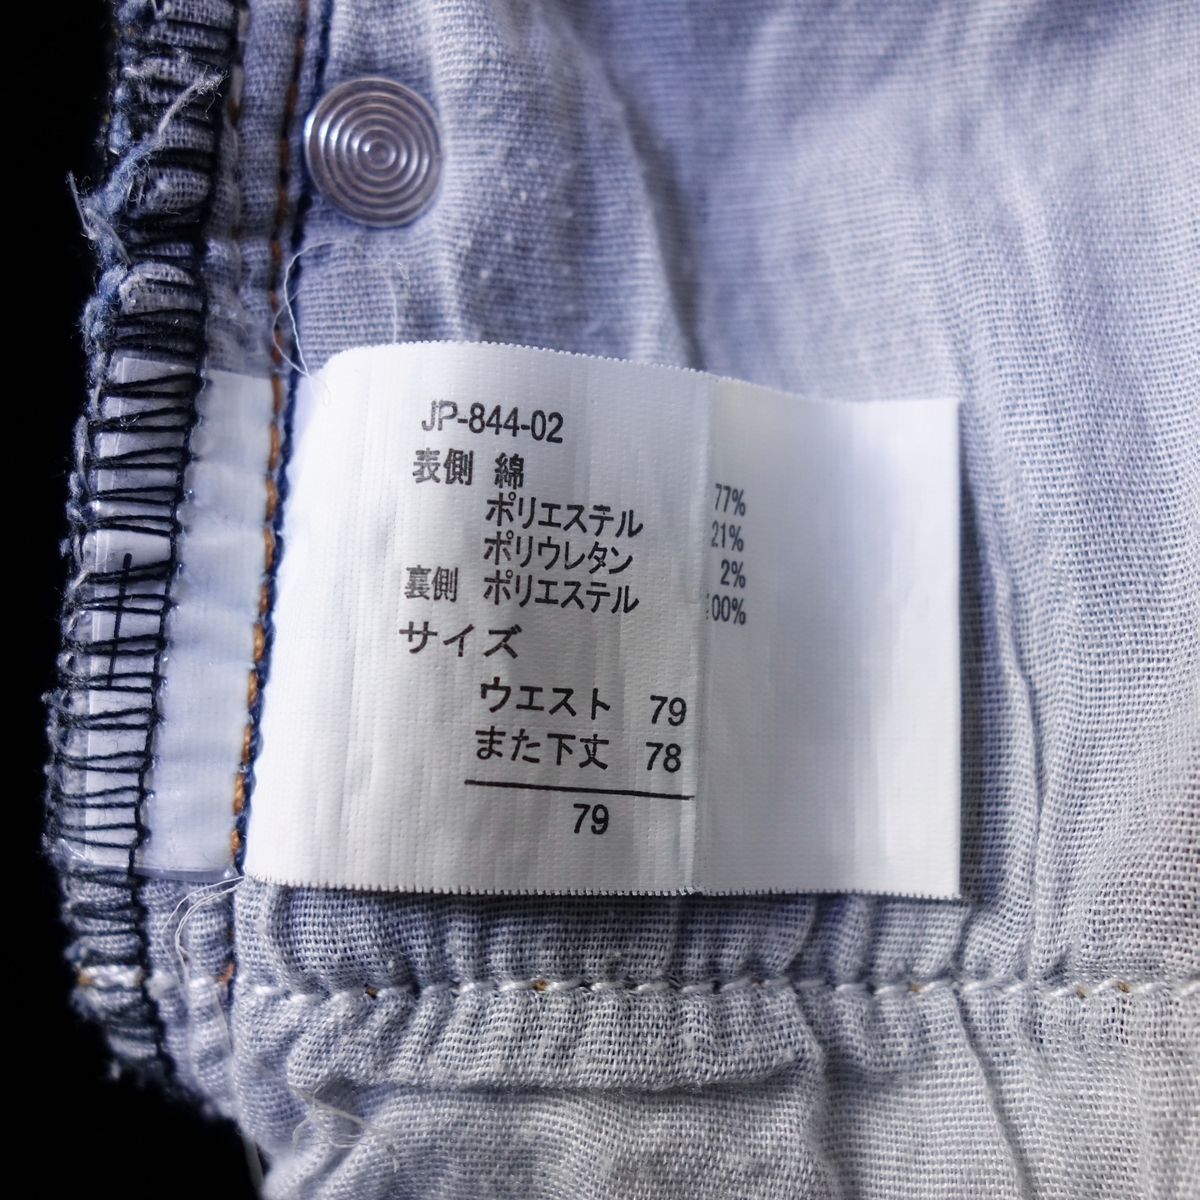 JP-844-02
表側 綿 77%
ポリエステル 21%
ポリウレタン 2%
裏側 ポリエステル 100%
サイズ
ウエスト 79
また下丈 78
79